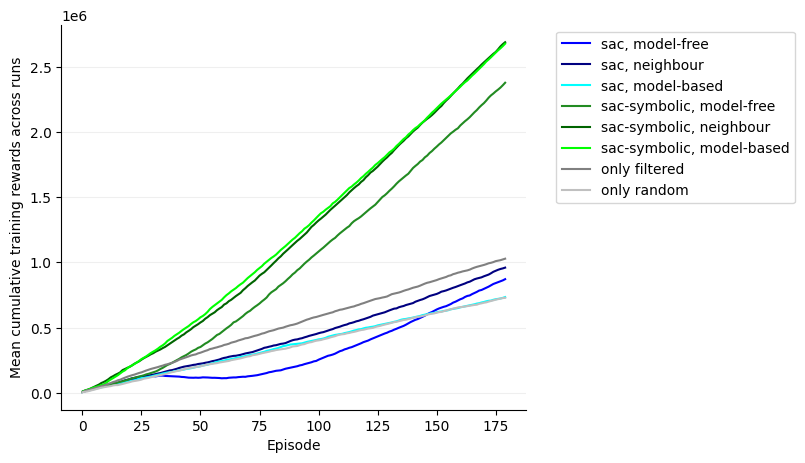 1e6
Mean cumulative training rewards across runs
2.5
2.0
1.5
1.0
0.5
0.0
0 25 50 75 100 125 150 175
Episode
sac, model-free
sac, neighbour
sac, model-based
sac-symbolic, model-free
sac-symbolic, neighbour
sac-symbolic, model-based
only filtered
only random